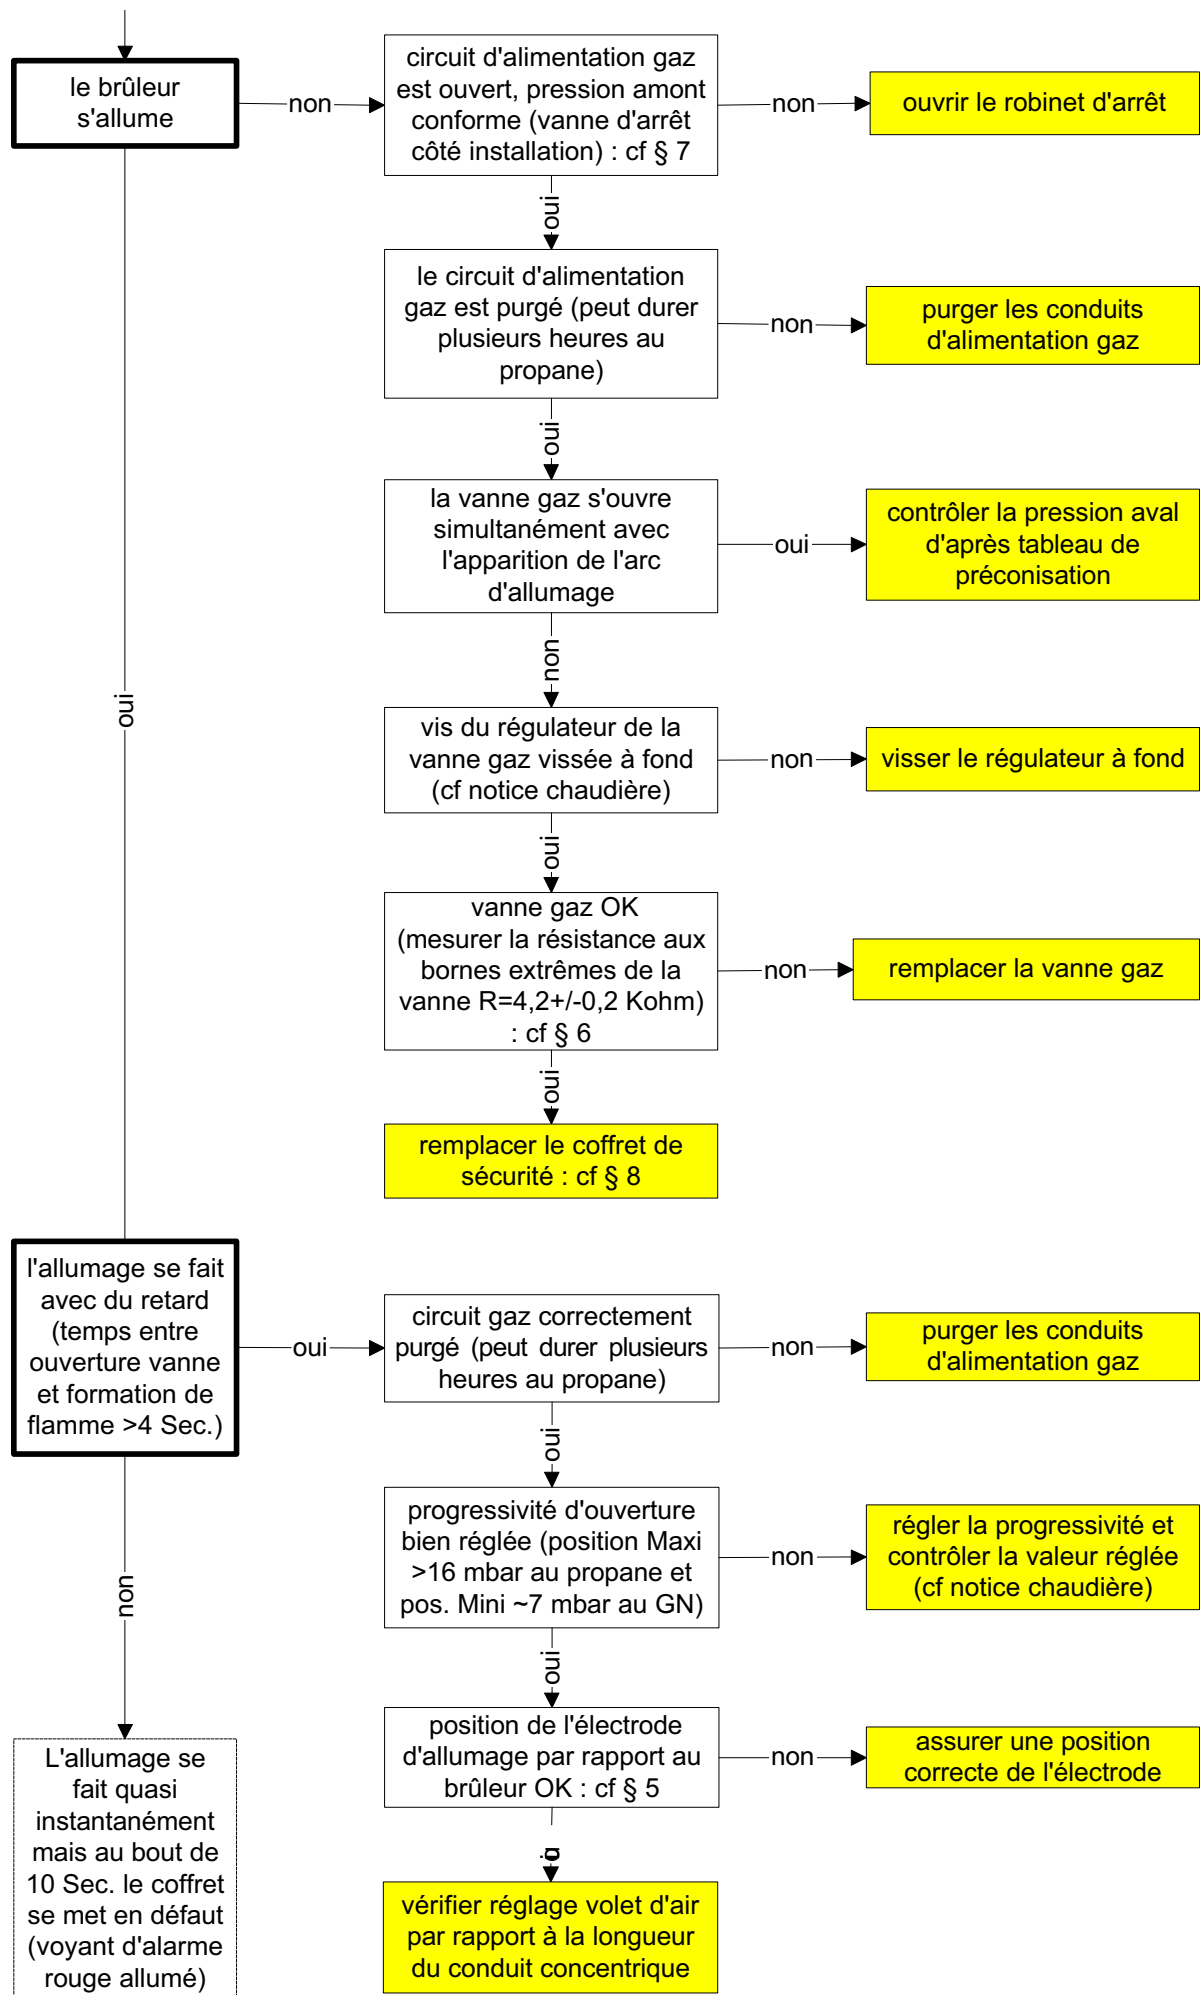 le brûleur
s'allume
non
circuit d'alimentation gaz
est ouvert, pression amont
conforme (vanne d'arrêt
côté installation) : cf § 7
non
ouvrir le robinet d'arrêt
oui
le circuit d'alimentation
gaz est purgé (peut durer
plusieurs heures au
propane)
non
purger les conduits
d'alimentation gaz
oui
la vanne gaz s'ouvre
simultanément avec
l'apparition de l'arc
d'allumage
oui
contrôler la pression aval
d'après tableau de
préconisation
non
oui
vis du régulateur de la
vanne gaz vissée à fond
(cf notice chaudière)
non
visser le régulateur à fond
oui
vanne gaz OK
(mesurer la résistance aux
bornes extrêmes de la
vanne R=4,2+/-0,2 Kohm)
: cf § 6
non
remplacer la vanne gaz
oui
remplacer le coffret de
sécurité : cf § 8
l'allumage se fait
avec du retard
(temps entre
ouverture vanne
et formation de
flamme >4 Sec.)
oui
circuit gaz correctement
purgé (peut durer plusieurs
heures au propane)
non
purger les conduits
d'alimentation gaz
oui
progressivité d'ouverture
bien réglée (position Maxi
>16 mbar au propane et
pos. Mini ~7 mbar au GN)
non
régler la progressivité et
contrôler la valeur réglée
(cf notice chaudière)
non
oui
position de l'électrode
d'allumage par rapport au
brûleur OK : cf § 5
non
assurer une position
correcte de l'électrode
L'allumage se
fait quasi
instantanément
mais au bout de
10 Sec. le coffret
se met en défaut
(voyant d'alarme
rouge allumé)
vérifier réglage volet d'air
par rapport à la longueur
du conduit concentrique